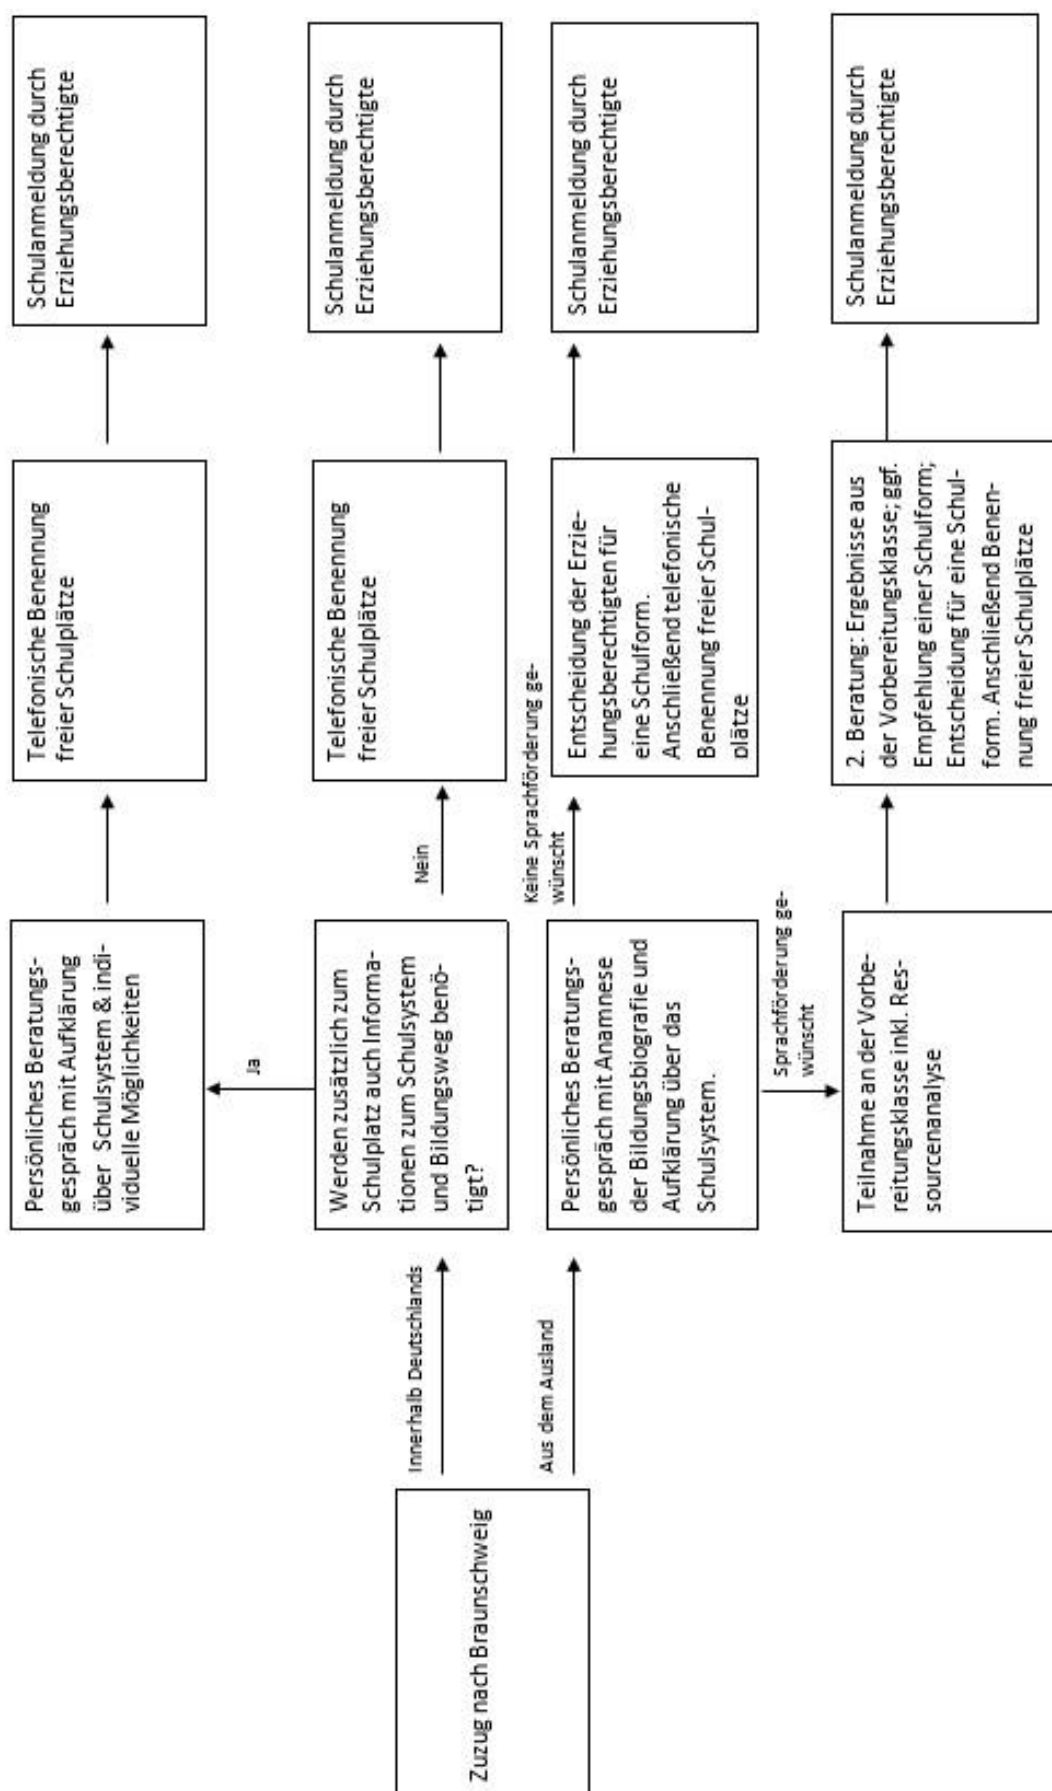 Zuzug nach Braunschweig
Innerhalb Deutschlands
Aus dem Ausland
Persönliches Beratungs-
gespräch mit Aufklärung
über Schulsystem & indi-
viduelle Möglichkeiten
Ja
Werden zusätzlich zum
Schulplatz auch Informa-
tionen zum Schulsystem
und Bildungsweg benö-
tigt?
Nein
Persönliches Beratungs-
gespräch mit Anamnese
der Bildungsbiografie und
Aufklärung über das
Schulsystem.
Keine Sprachförderung ge-
wünscht
Sprachförderung ge-
wünscht
Teilnahme an der Vorbe-
reitungsklasse inkl. Res-
sourcenanalyse
Telefonische Benennung
freier Schulplätze
Telefonische Benennung
freier Schulplätze
Entscheidung der Erzie-
hungsberechtigten für
eine Schulform.
Anschließend telefonische
Benennung freier Schul-
plätze
2. Beratung: Ergebnisse aus
der Vorbereitungsklasse; ggf.
Empfehlung einer Schulform;
Entscheidung für eine Schul-
form. Anschließend Benen-
nung freier Schulplätze
Schulanmeldung durch
Erziehungsberechtigte
Schulanmeldung durch
Erziehungsberechtigte
Schulanmeldung durch
Erziehungsberechtigte
Schulanmeldung durch
Erziehungsberechtigte